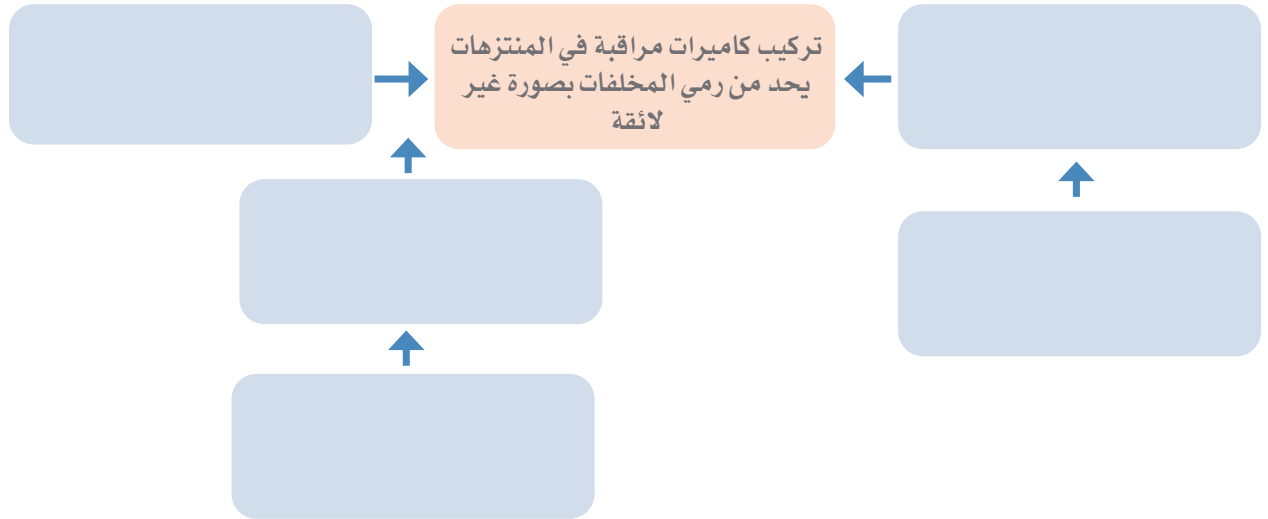 تركيب كاميرات مراقبة في المنتزهات
يحد من رمي المخلفات بصورة غير
لائقة